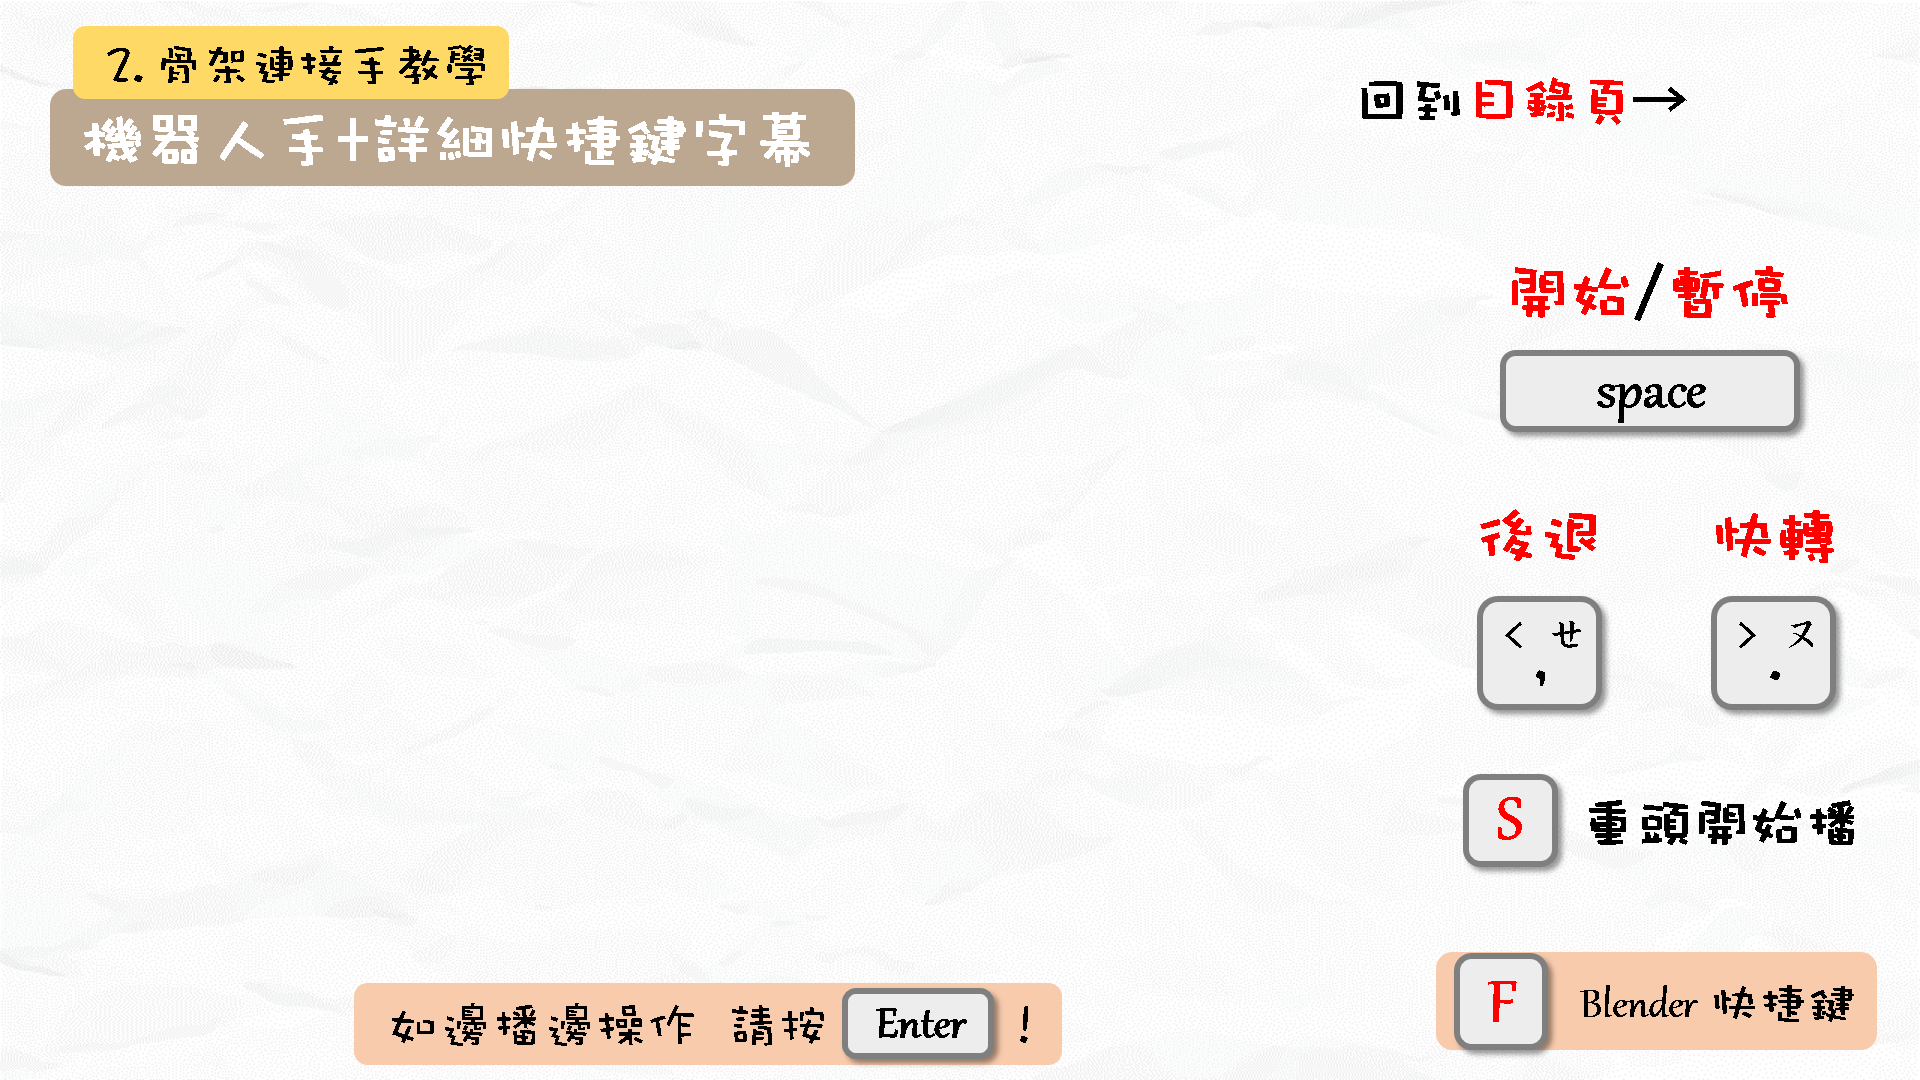 2. 骨架連接手教學
機器人手+詳細快捷鍵字幕
回到目錄頁→
開始/暫停
space
後退 快轉
< ㄝ ,
> ㄡ .
S 重頭開始播
F Blender 快捷鍵
如邊播邊操作 請按 Enter !